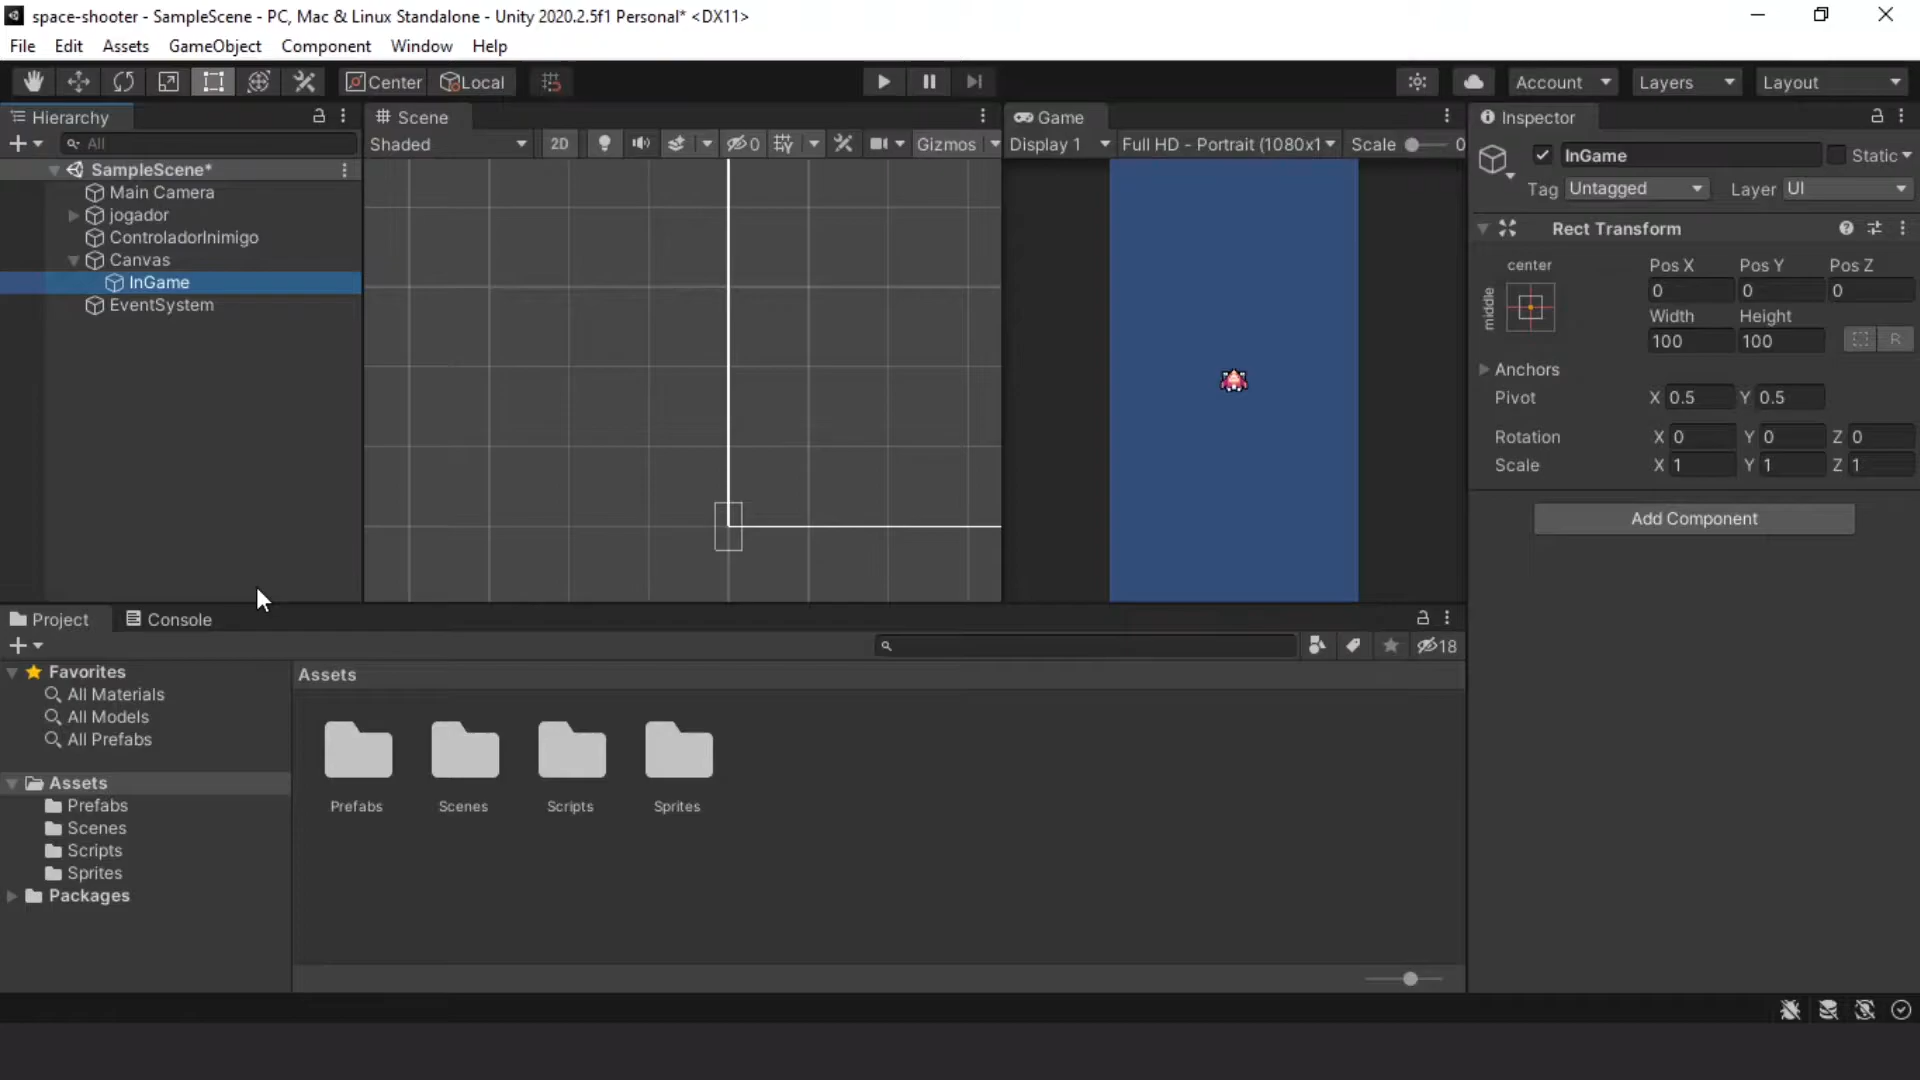 space-shooter - SampleScene - PC, Mac & Linux Standalone - Unity 2020.2.5f1 Personal* <DX11>
File Edit Assets GameObject Component Window Help
Center Local Account Layers Layout
Hierarchy
All
SampleScene*
Main Camera
jogador
ControladorInimigo
Canvas
InGame
EventSystem
Scene
Shaded 2D 0 Gizmos
Game
Display 1 Full HD - Portrait (1080x1 Scale 0
Inspector
InGame Static
Tag Untagged Layer UI
Rect Transform
center
middle
Pos X Pos Y Pos Z
0 0 0
Width Height
100 100 R
Anchors
Pivot X 0.5 Y 0.5
Rotation X 0 Y 0 Z 0
Scale X 1 Y 1 Z 1
Add Component
Project Console
18
Favorites
All Materials
All Models
All Prefabs
Assets
Prefabs
Scenes
Scripts
Sprites
Packages
Assets
Prefabs Scenes Scripts Sprites